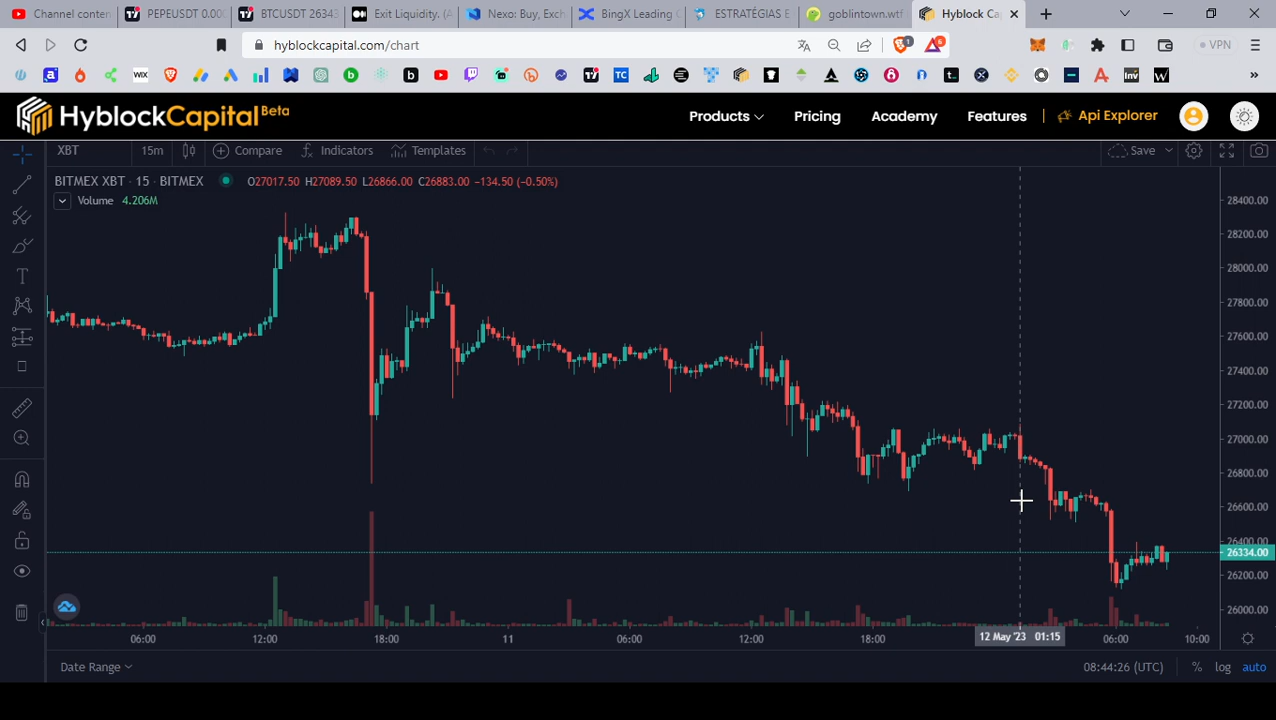 Channel conten
PEPEUSDT 0.000
BTCUSDT 26343
Exit Liquidity. (A
Nexo: Buy, Exch
BingX Leading C
ESTRATÉGIAS E
goblintown.wtf
Hyblock Ca
hyblockcapital.com/chart
VPN
HyblockCapital Beta
Products
Pricing
Academy
Features
Api Explorer
XBT
15m
Compare
Indicators
Templates
Save
BITMEX XBT · 15 · BITMEX
O27017.50 H27089.50 L26866.00 C26883.00 −134.50 (−0.50%)
Volume 4.206M
28400.00
28200.00
28000.00
27800.00
27600.00
27400.00
27200.00
27000.00
26800.00
26600.00
26400.00
26334.00
26200.00
26000.00
06:00
12:00
18:00
11
06:00
12:00
18:00
12 May '23 01:15
06:00
10:00
Date Range
08:44:26 (UTC)
%
log
auto